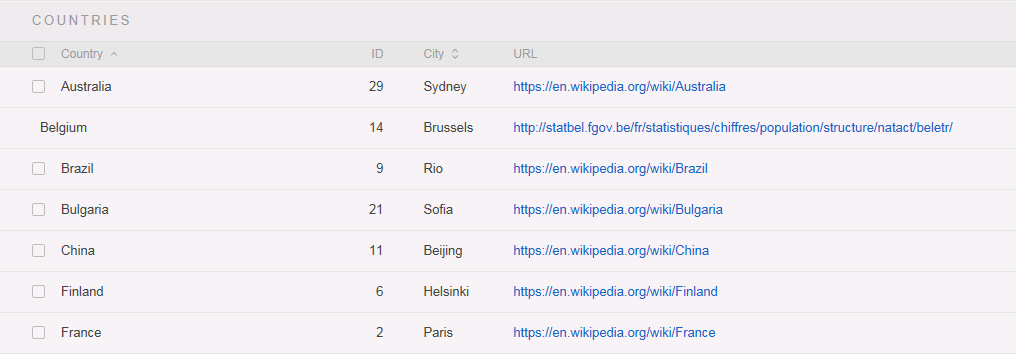 COUNTRIES
Country ID City URL
Australia 29 Sydney https://en.wikipedia.org/wiki/Australia
Belgium 14 Brussels http://statbel.fgov.be/fr/statistiques/chiffres/population/structure/natact/beletr/
Brazil 9 Rio https://en.wikipedia.org/wiki/Brazil
Bulgaria 21 Sofia https://en.wikipedia.org/wiki/Bulgaria
China 11 Beijing https://en.wikipedia.org/wiki/China
Finland 6 Helsinki https://en.wikipedia.org/wiki/Finland
France 2 Paris https://en.wikipedia.org/wiki/France